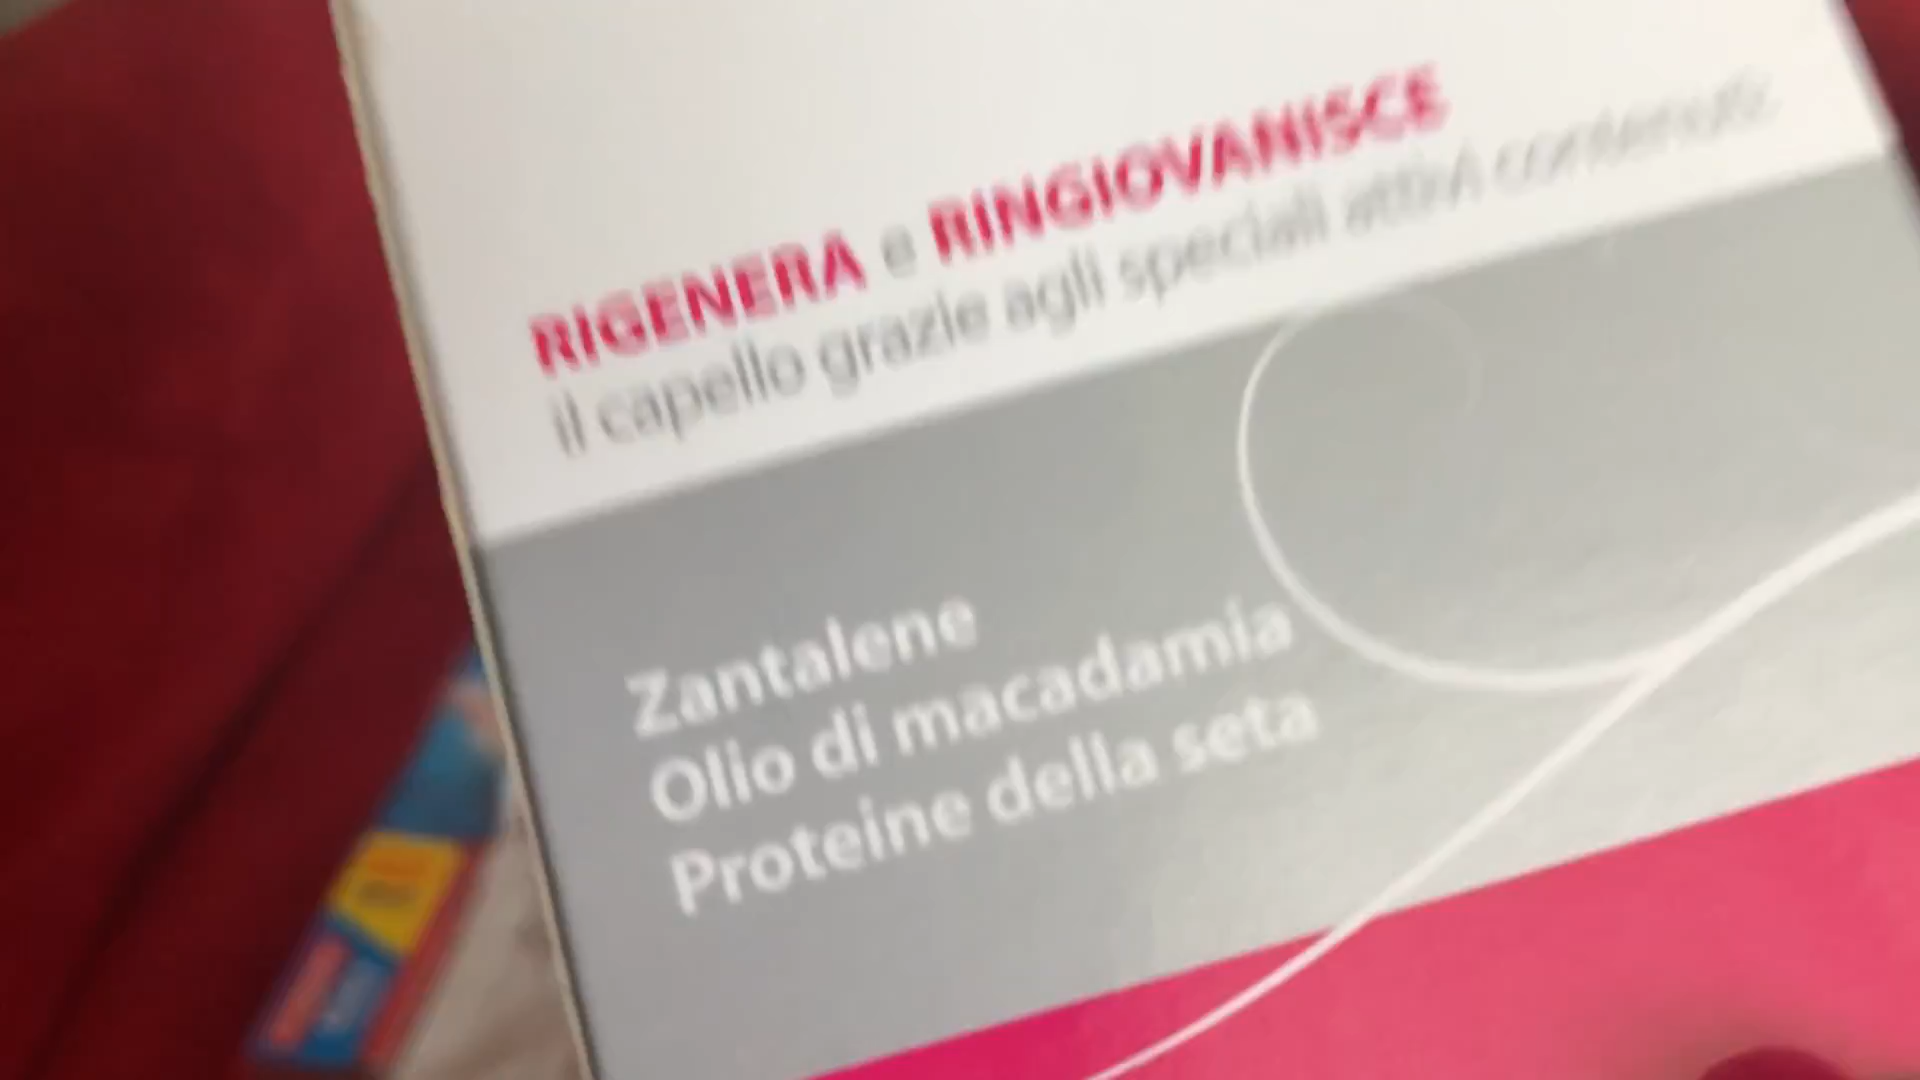 RIGENERA e RINGIOVANISCE
il capello grazie agli speciali attivi contenuti:
Zantalene
Olio di macadamia
Proteine della seta